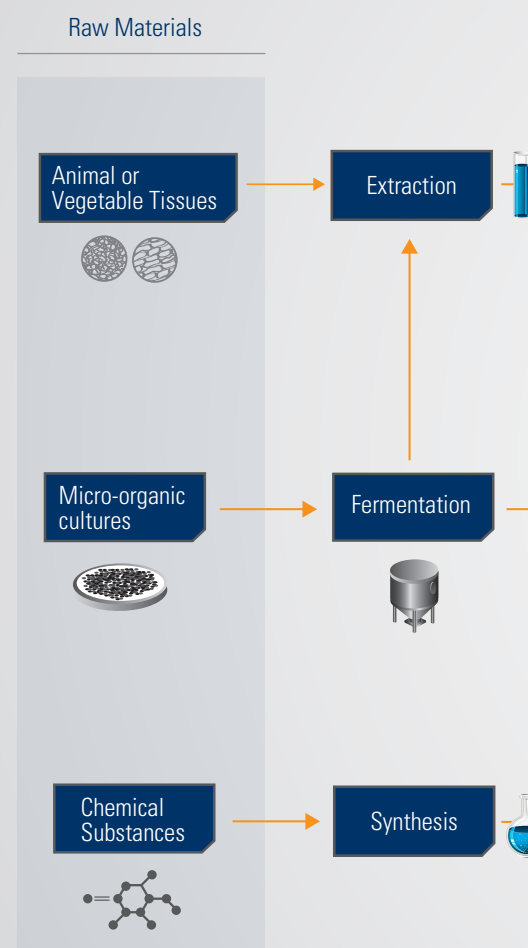 Raw Materials
Animal or
Vegetable Tissues
Extraction
Micro-organic
cultures
Fermentation
Chemical
Substances
Synthesis